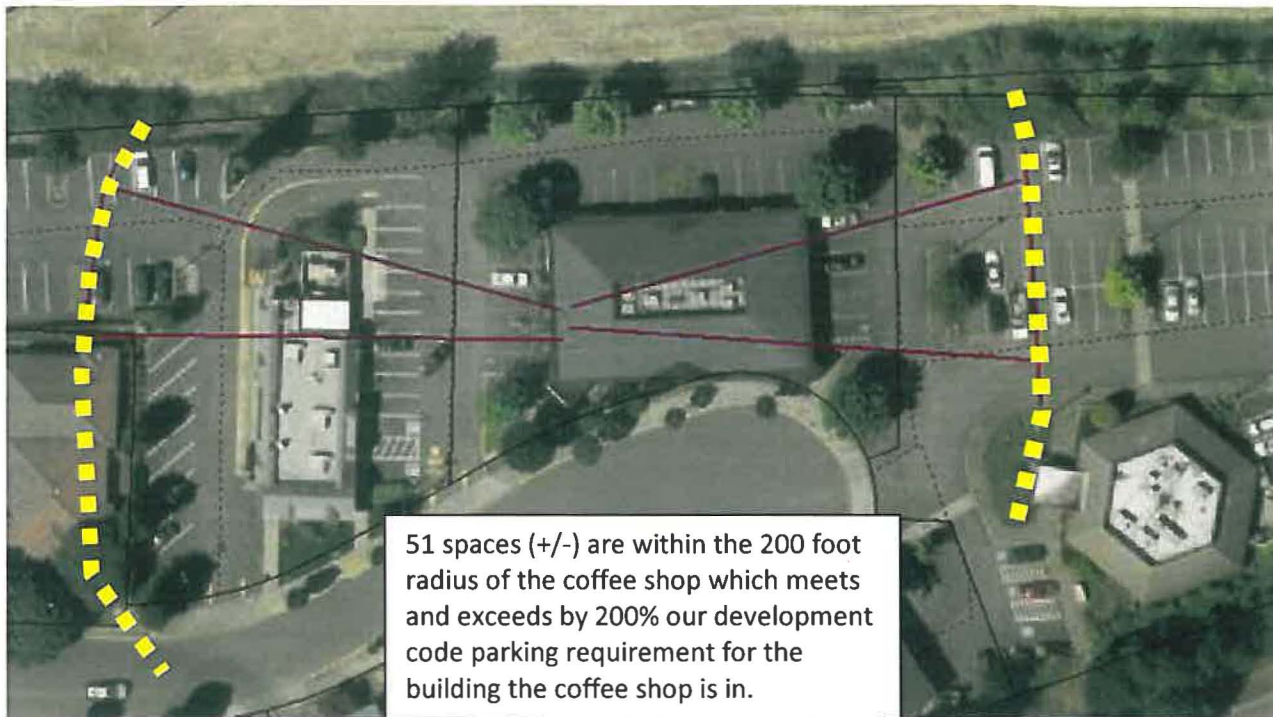 51 spaces (+/-) are within the 200 foot
radius of the coffee shop which meets
and exceeds by 200% our development
code parking requirement for the
building the coffee shop is in.